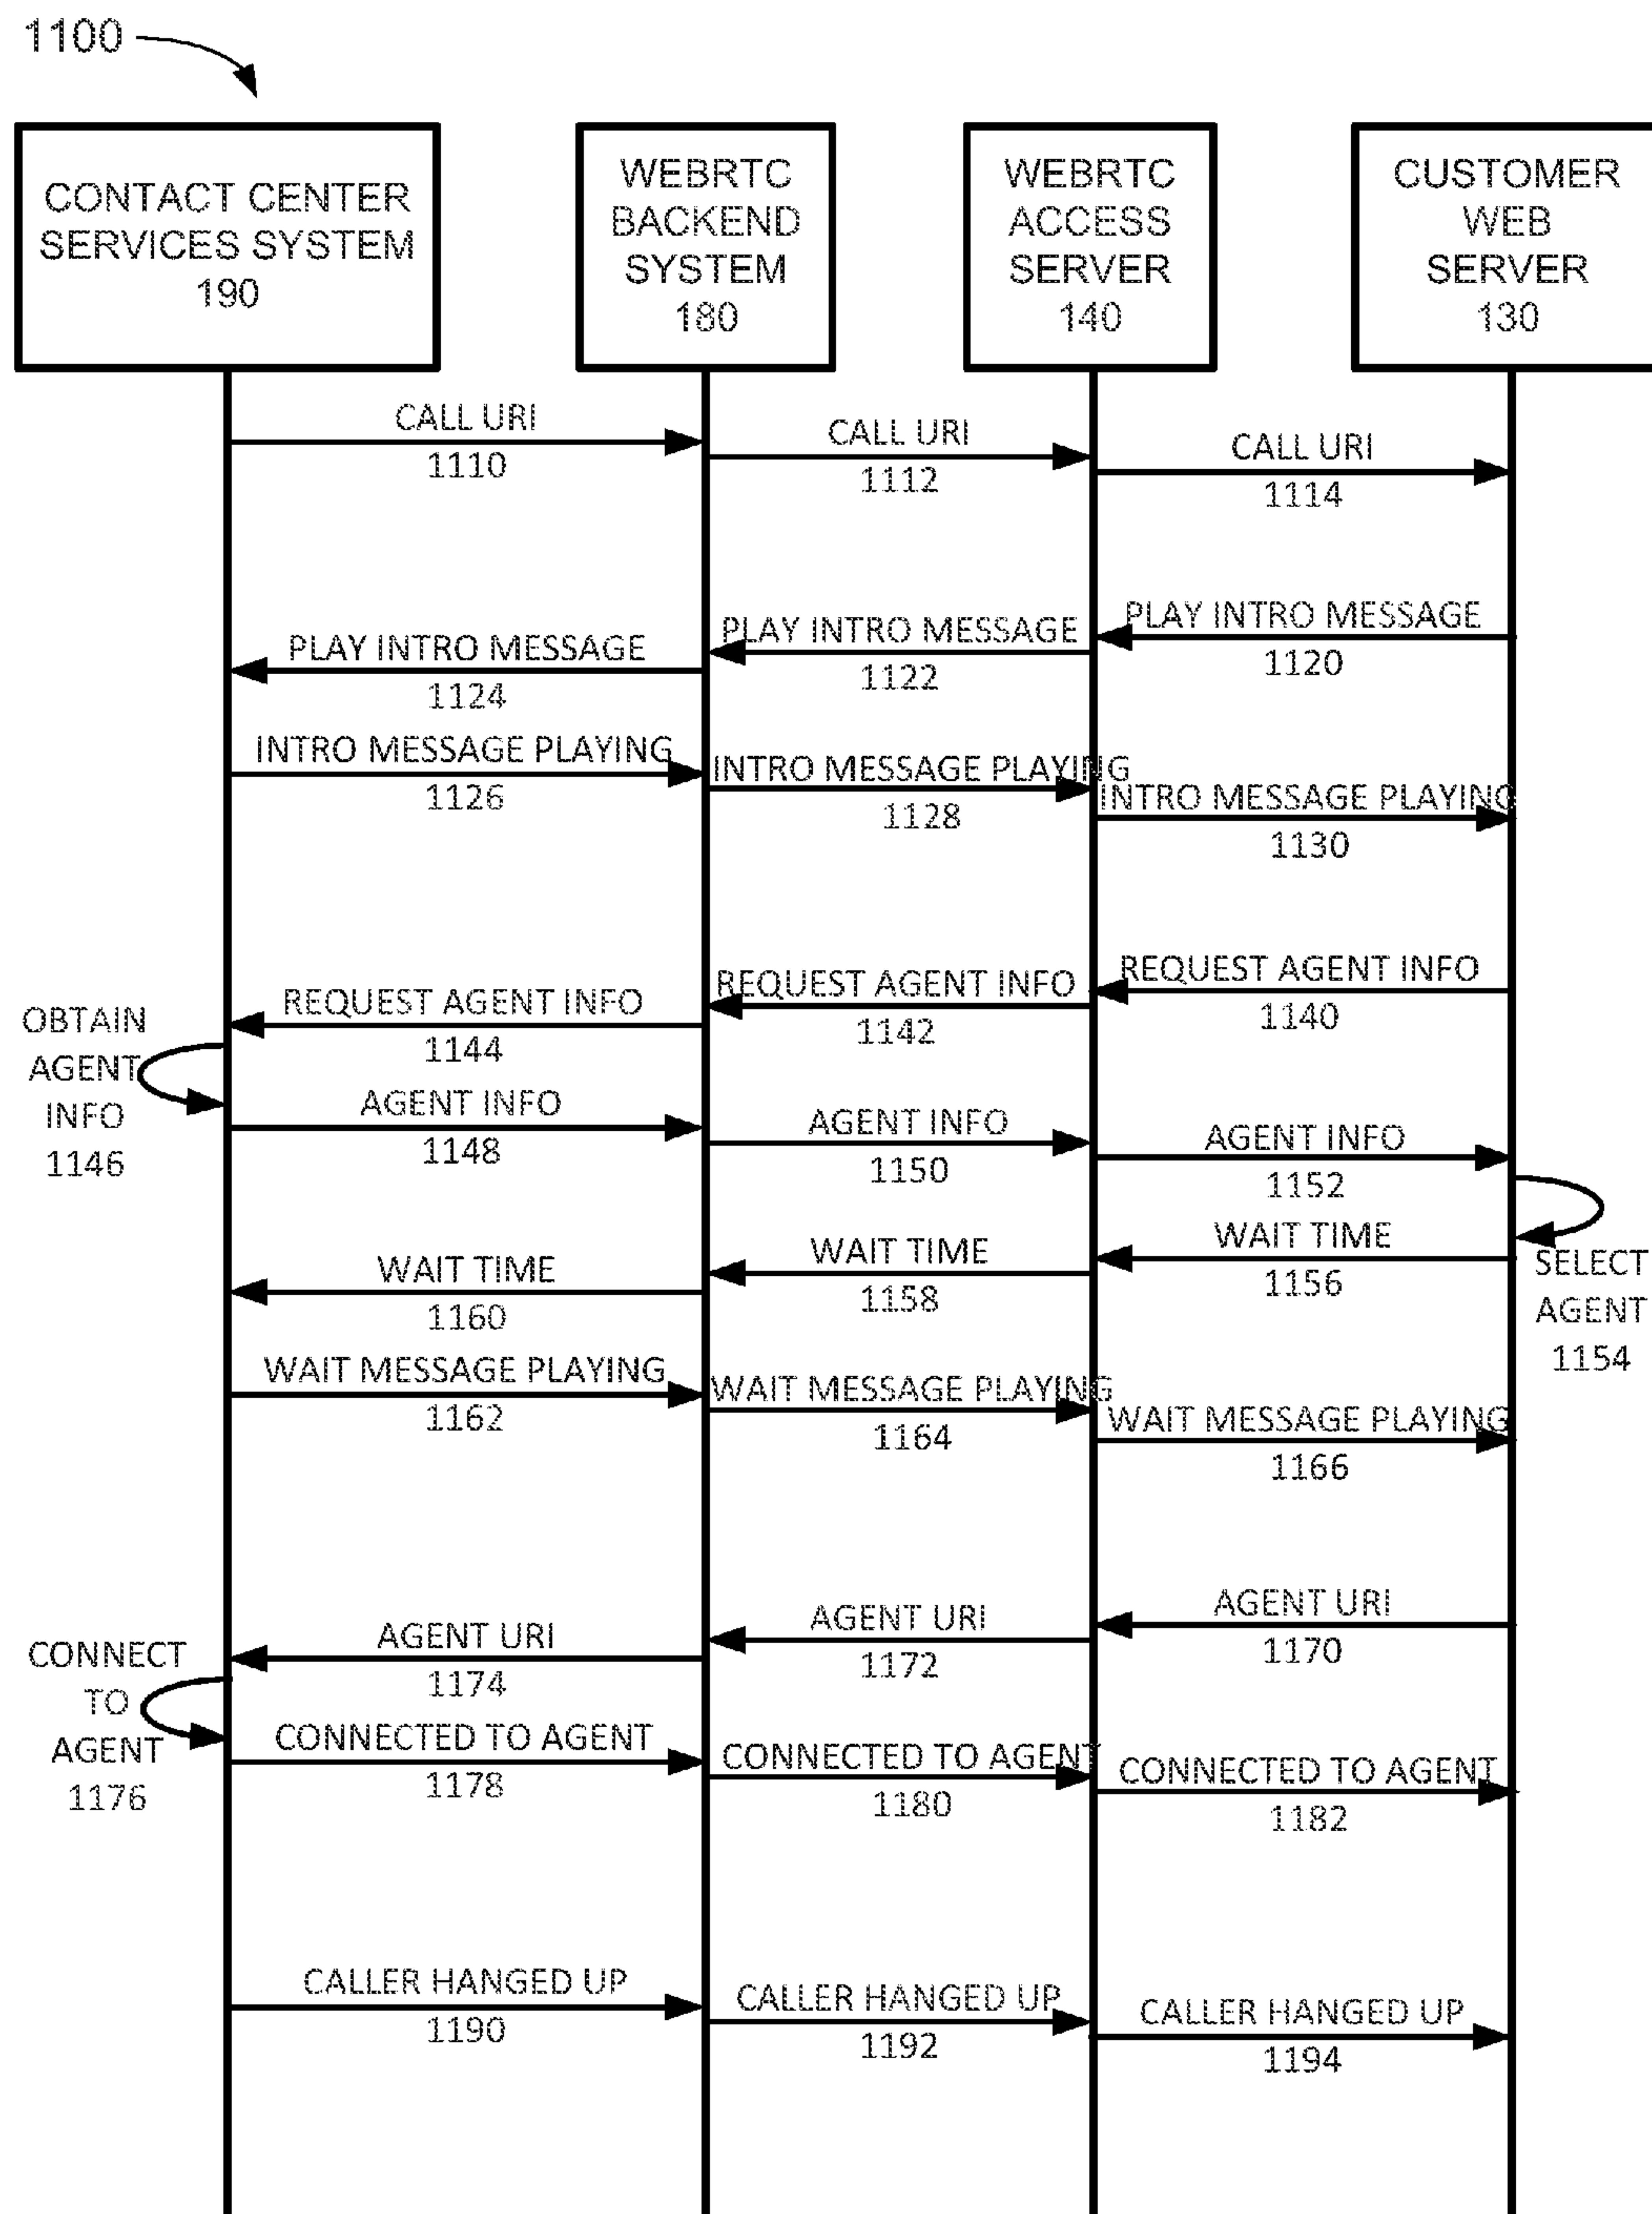 1100
CONTACT CENTER
SERVICES SYSTEM
190
WEBRTC
BACKEND
SYSTEM
180
WEBRTC
ACCESS
SERVER
140
CUSTOMER
WEB
SERVER
130
CALL URI
1110
CALL URI
1112
CALL URI
1114
PLAY INTRO MESSAGE
1120
PLAY INTRO MESSAGE
1122
PLAY INTRO MESSAGE
1124
INTRO MESSAGE PLAYING
1126
INTRO MESSAGE PLAYING
1128
INTRO MESSAGE PLAYING
1130
REQUEST AGENT INFO
1140
REQUEST AGENT INFO
1142
REQUEST AGENT INFO
1144
OBTAIN
AGENT
INFO
1146
AGENT INFO
1148
AGENT INFO
1150
AGENT INFO
1152
SELECT
AGENT
1154
WAIT TIME
1156
WAIT TIME
1158
WAIT TIME
1160
WAIT MESSAGE PLAYING
1162
WAIT MESSAGE PLAYING
1164
WAIT MESSAGE PLAYING
1166
AGENT URI
1170
AGENT URI
1172
AGENT URI
1174
CONNECT
TO
AGENT
1176
CONNECTED TO AGENT
1178
CONNECTED TO AGENT
1180
CONNECTED TO AGENT
1182
CALLER HANGED UP
1190
CALLER HANGED UP
1192
CALLER HANGED UP
1194